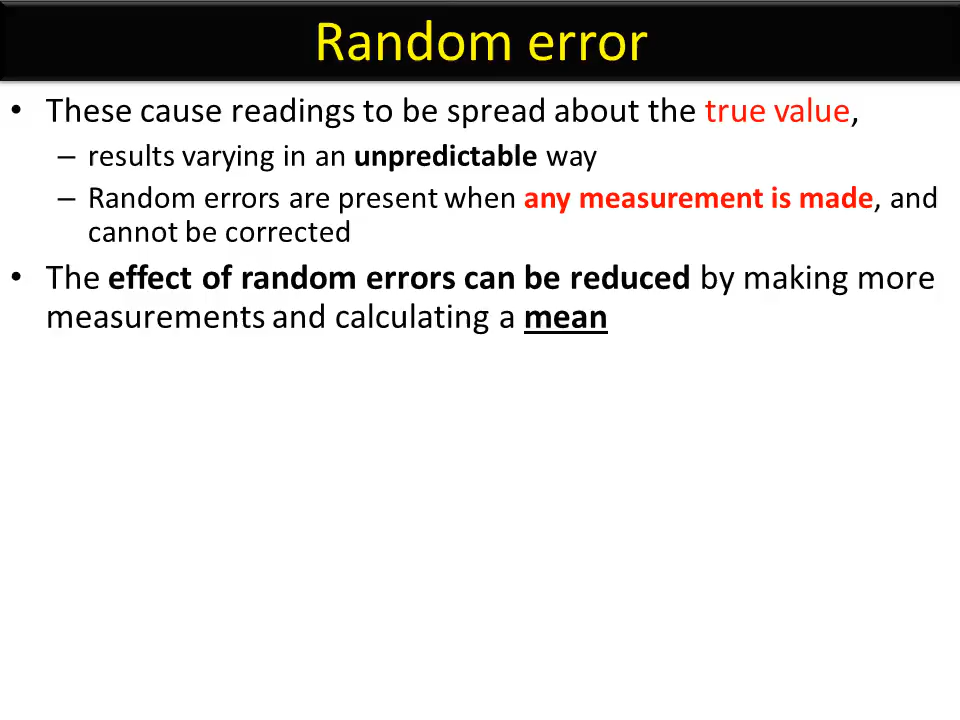 Random error
• These cause readings to be spread about the true value,
– results varying in an unpredictable way
– Random errors are present when any measurement is made, and
cannot be corrected
• The effect of random errors can be reduced by making more
measurements and calculating a mean